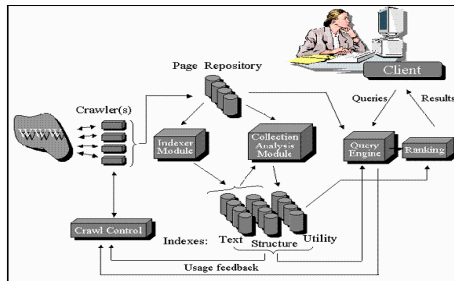 Client
Page Repository
Queries
Results
Crawler(s)
WWW
Indexer
Module
Collection
Analysis
Module
Query
Engine
Ranking
Crawl Control
Indexes:
Text
Structure
Utility
Usage feedback